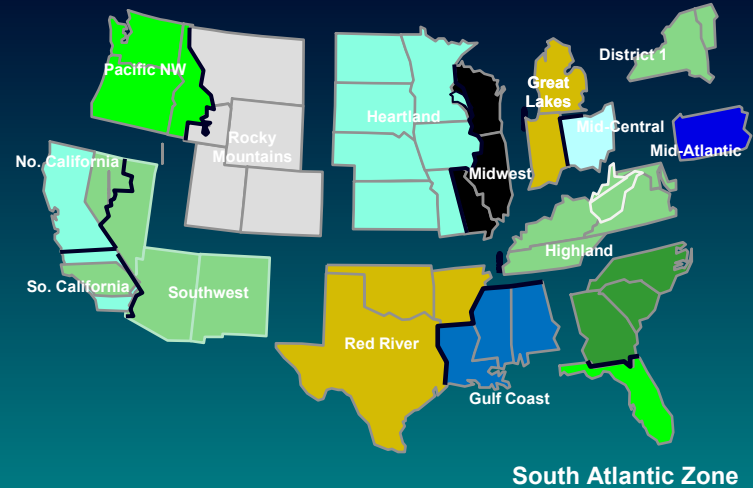 District 1
Pacific NW
Great
Lakes
Heartland
Mid-Central
Rocky
Mountains
Mid-Atlantic
No. California
Midwest
Highland
So. California
Southwest
Red River
Gulf Coast
South Atlantic Zone